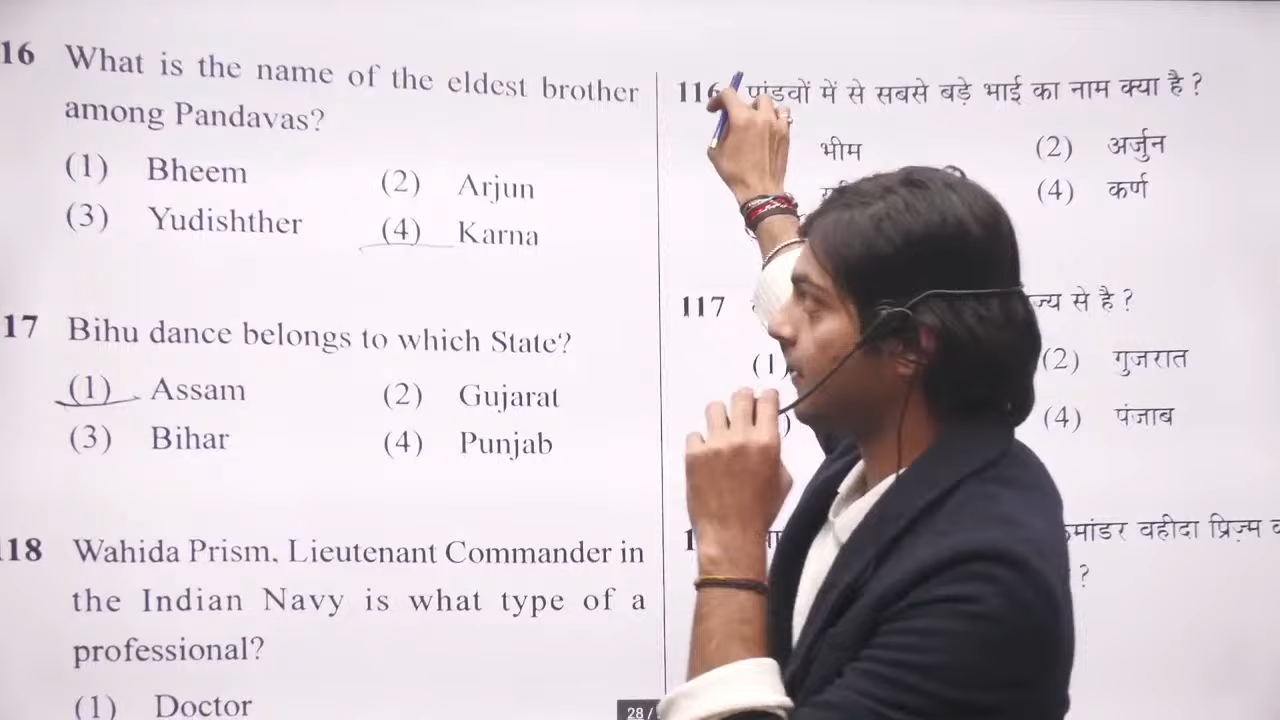 16 What is the name of the eldest brother
among Pandavas?
(1) Bheem (2) Arjun
(3) Yudishther (4) Karna
17 Bihu dance belongs to which State?
(1) Assam (2) Gujarat
(3) Bihar (4) Punjab
118 Wahida Prism, Lieutenant Commander in
the Indian Navy is what type of a
professional?
(1) Doctor
116 पांडवों में से सबसे बड़े भाई का नाम क्या है ?
भीम (2) अर्जुन
(4) कर्ण
117 से है ?
(1) (2) गुजरात
(4) पंजाब
वहीदा प्रिज़्म
?
28 /